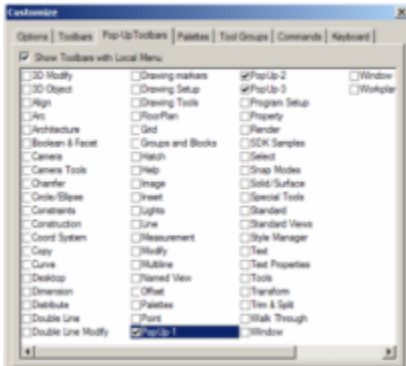 Customize
Options
Toolbars
Pop-Up Toolbars
Palettes
Tool Groups
Commands
Keyboard
Show Toolbars with Local Menu
3D Modify
3D Object
Align
Arc
Architecture
Boolean & Facet
Camera
Camera Tools
Chamfer
Circle/Ellipse
Constraints
Construction
Coord System
Copy
Curve
Desktop
Dimension
Distribute
Double Line
Double Line Modify
Drawing markers
Drawing Setup
Drawing Tools
FloorPlan
Grid
Groups and Blocks
Hatch
Help
Image
Insert
Lights
Line
Measurement
Modify
Multiline
Named View
Offset
Palettes
Point
PopUp-1
PopUp-2
PopUp-3
Program Setup
Property
Render
SDK Samples
Select
Snap Modes
Solid/Surface
Special Tools
Standard
Standard Views
Style Manager
Text
Text Properties
Tools
Transform
Trim & Split
Walk Through
Window
Window
Workplan